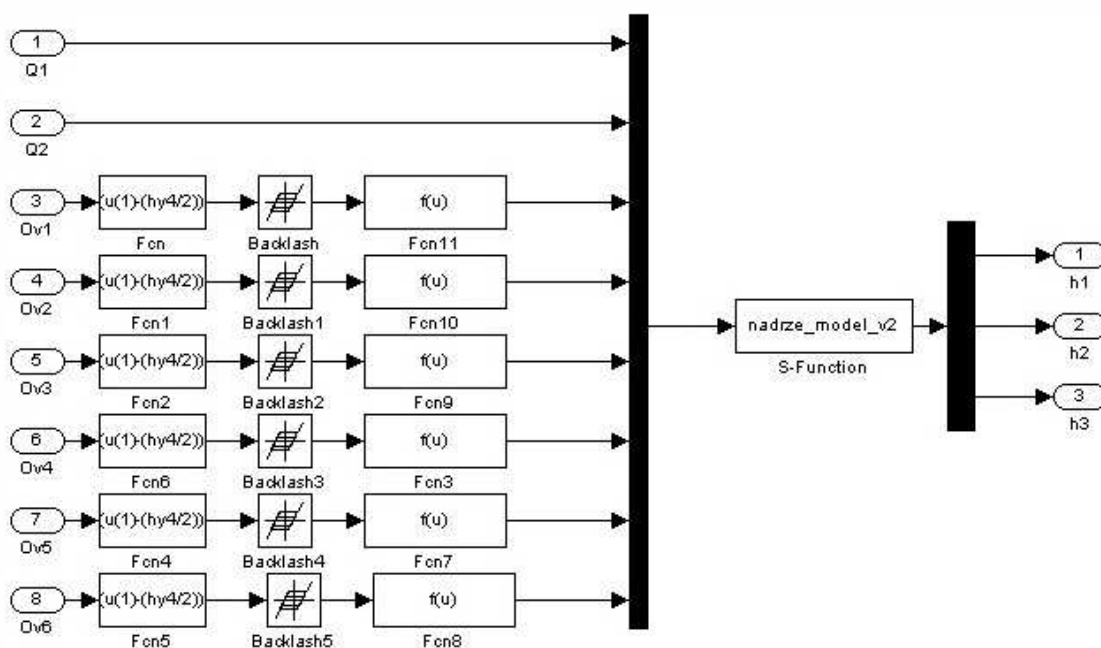 1
Q1
2
Q2
3
Ov1
(u(1)-(hy4/2))
Fcn
Backlash
f(u)
Fcn11
4
Ov2
(u(1)-(hy4/2))
Fcn1
Backlash1
f(u)
Fcn10
5
Ov3
(u(1)-(hy4/2))
Fcn2
Backlash2
f(u)
Fcn9
6
Ov4
(u(1)-(hy4/2))
Fcn6
Backlash3
f(u)
Fcn3
7
Ov5
(u(1)-(hy4/2))
Fcn4
Backlash4
f(u)
Fcn7
8
Ov6
(u(1)-(hy4/2))
Fcn5
Backlash5
f(u)
Fcn8
nadrze_model_v2
S-Function
1
h1
2
h2
3
h3